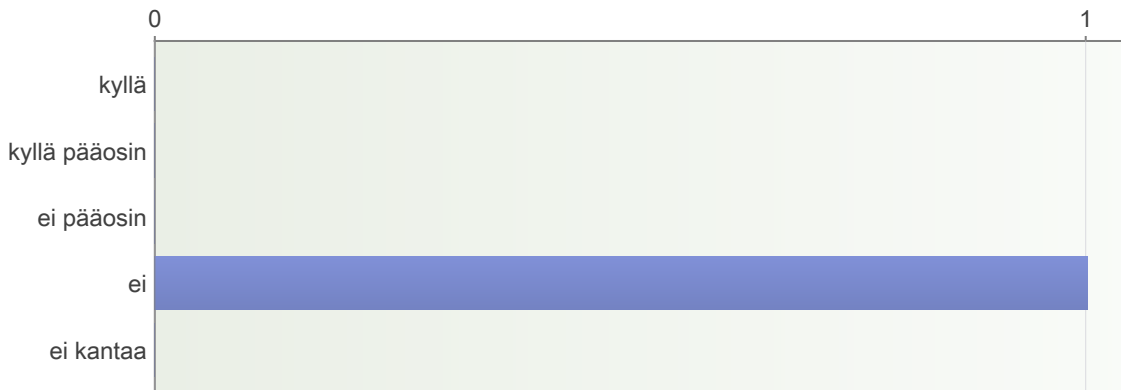 0 1
kyllä
kyllä pääosin
ei pääosin
ei
ei kantaa